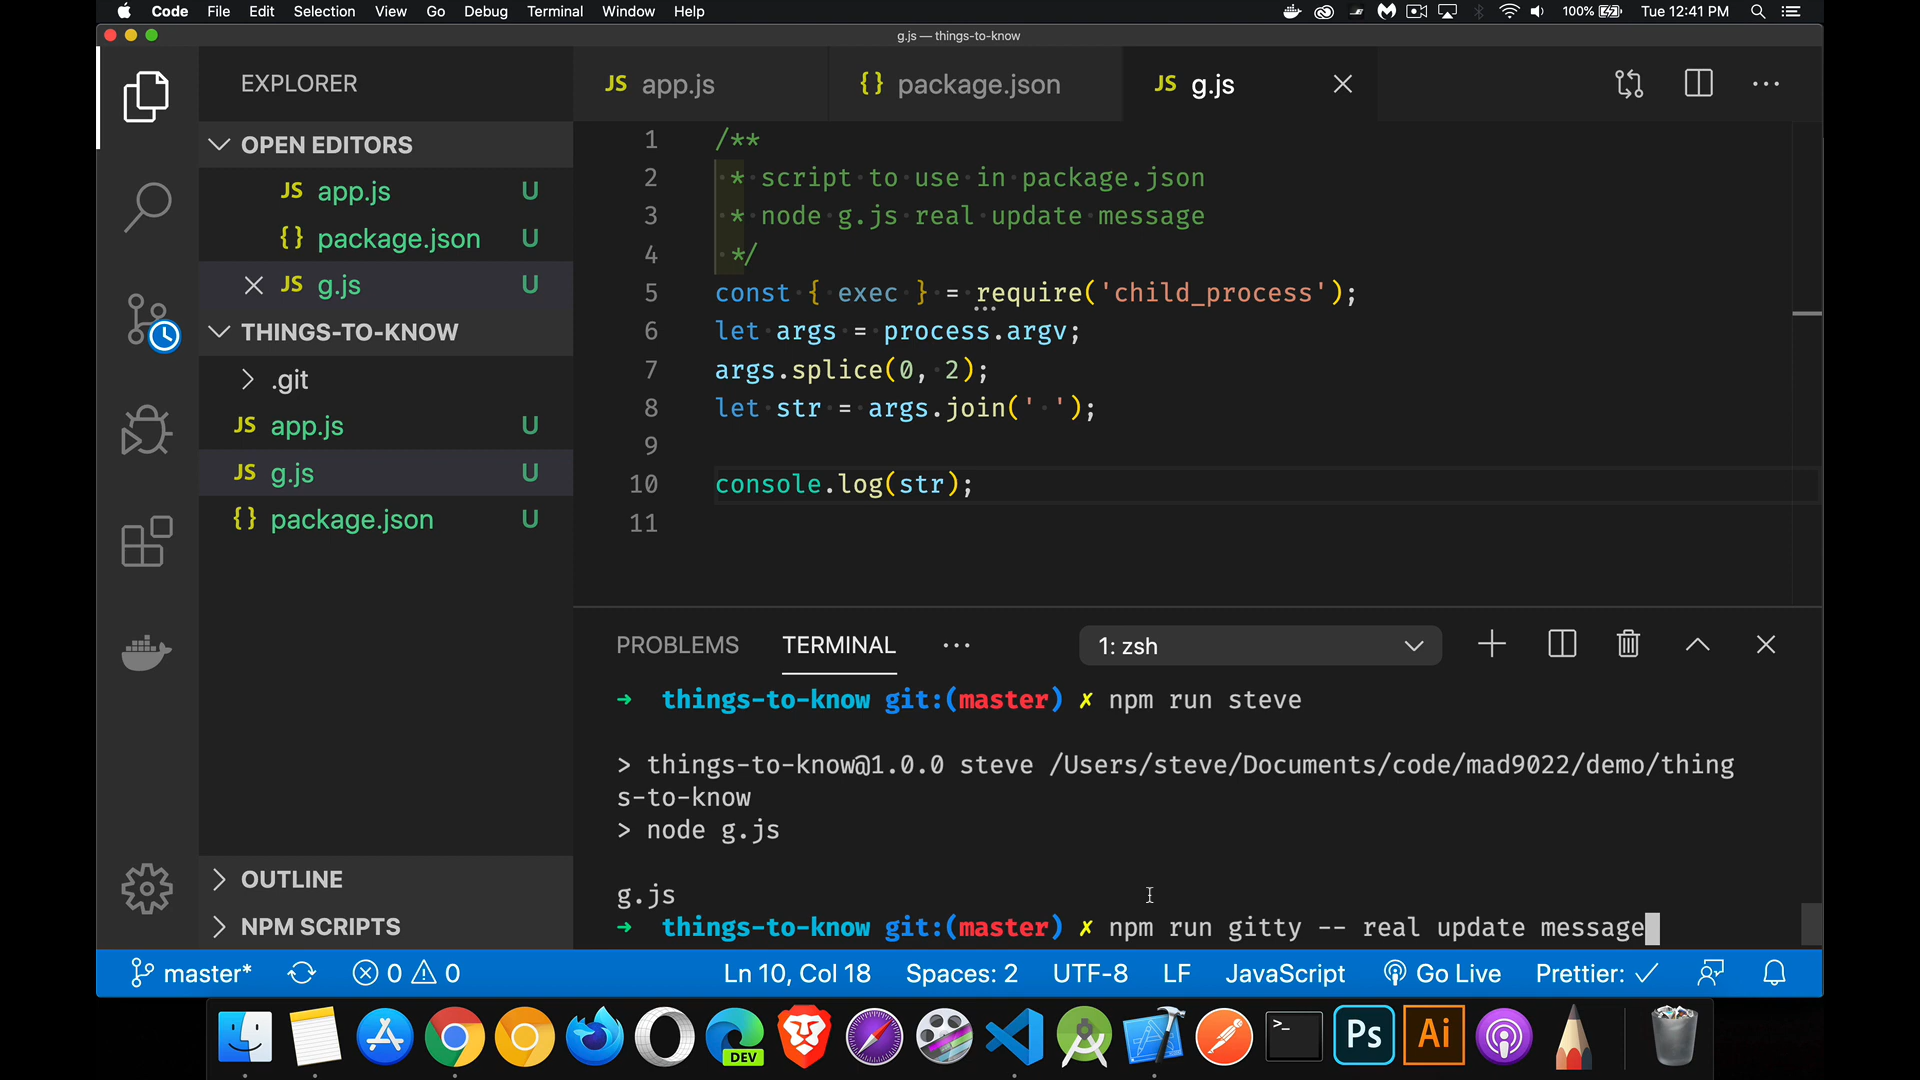 Code File Edit Selection View Go Debug Terminal Window Help 100% Tue 12:41 PM
g.js — things-to-know
EXPLORER
OPEN EDITORS
JS app.js U
{} package.json U
JS g.js U
THINGS-TO-KNOW
.git
JS app.js U
JS g.js U
{} package.json U
OUTLINE
NPM SCRIPTS
JS app.js {} package.json JS g.js
1 /**
2 * script to use in package.json
3 * node g.js real update message
4 */
5 const { exec } = require('child_process');
6 let args = process.argv;
7 args.splice(0, 2);
8 let str = args.join(' ');
9
10 console.log(str);
11
PROBLEMS TERMINAL ··· 1: zsh
➜ things-to-know git:(master) ✗ npm run steve
> things-to-know@1.0.0 steve /Users/steve/Documents/code/mad9022/demo/thing
s-to-know
> node g.js
g.js
➜ things-to-know git:(master) ✗ npm run gitty -- real update message
master* 0 0 Ln 10, Col 18 Spaces: 2 UTF-8 LF JavaScript Go Live Prettier: ✓
DEV >_ Ps Ai